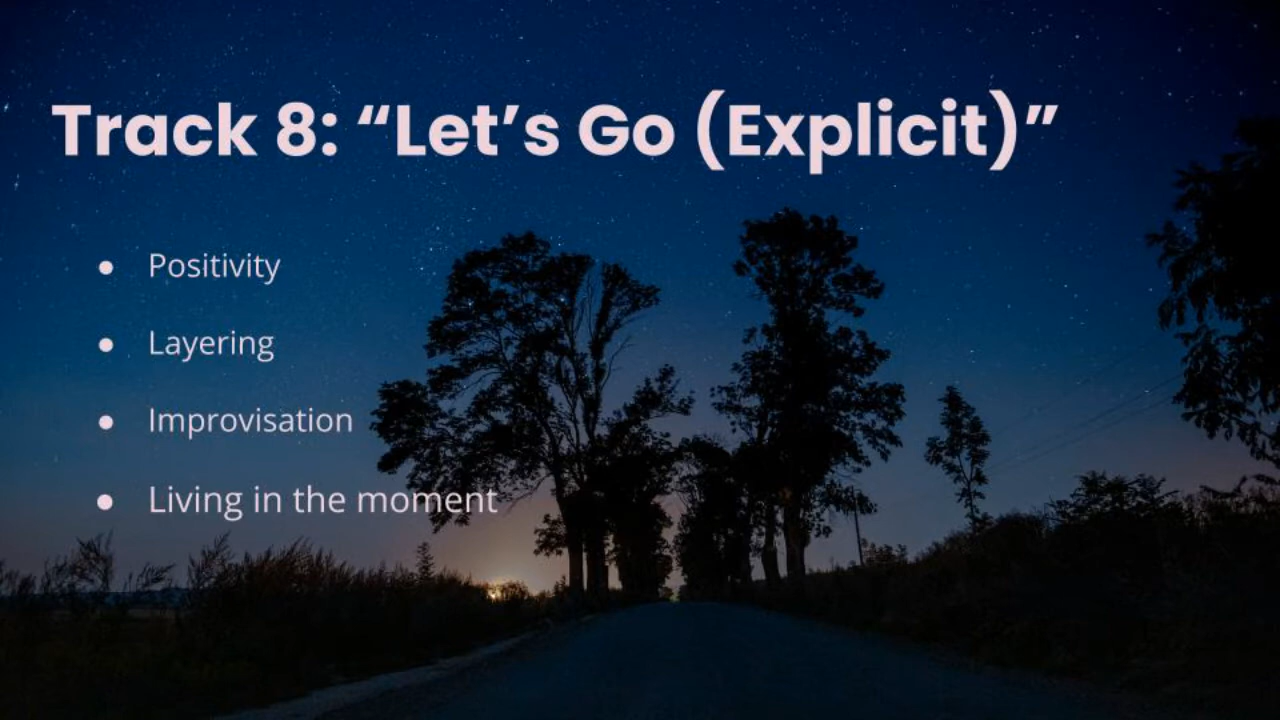 Track 8: “Let’s Go (Explicit)”
● Positivity
● Layering
● Improvisation
● Living in the moment